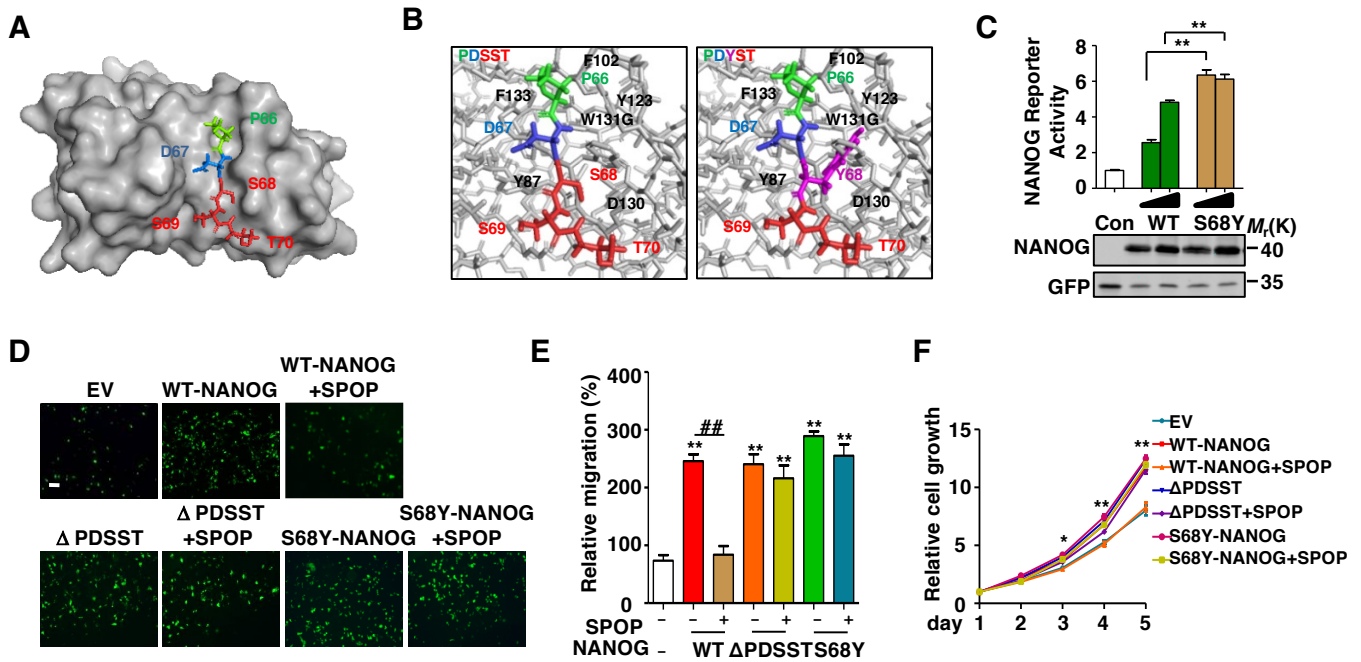 A
P66
D67
S68
S69
T70
B
PDSST
F102
P66
F133
Y123
W131G
D67
Y87
S68
D130
S69
T70
PDYST
F102
P66
F133
Y123
W131G
D67
Y87
Y68
D130
S69
T70
C
NANOG Reporter
Activity
**
**
8
6
4
2
0
Con WT S68Y Mr(K)
NANOG
40
GFP
35
D
EV
WT-NANOG
WT-NANOG
+SPOP
Δ PDSST
Δ PDSST
+SPOP
S68Y-NANOG
S68Y-NANOG
+SPOP
E
Relative migration (%)
400
300
200
100
0
##
** ** ** ** **
SPOP – – + – + – +
NANOG – WT ΔPDSST S68Y
F
Relative cell growth
15
10
5
0
day 1 2 3 4 5
* ** **
EV
WT-NANOG
WT-NANOG+SPOP
ΔPDSST
ΔPDSST+SPOP
S68Y-NANOG
S68Y-NANOG+SPOP